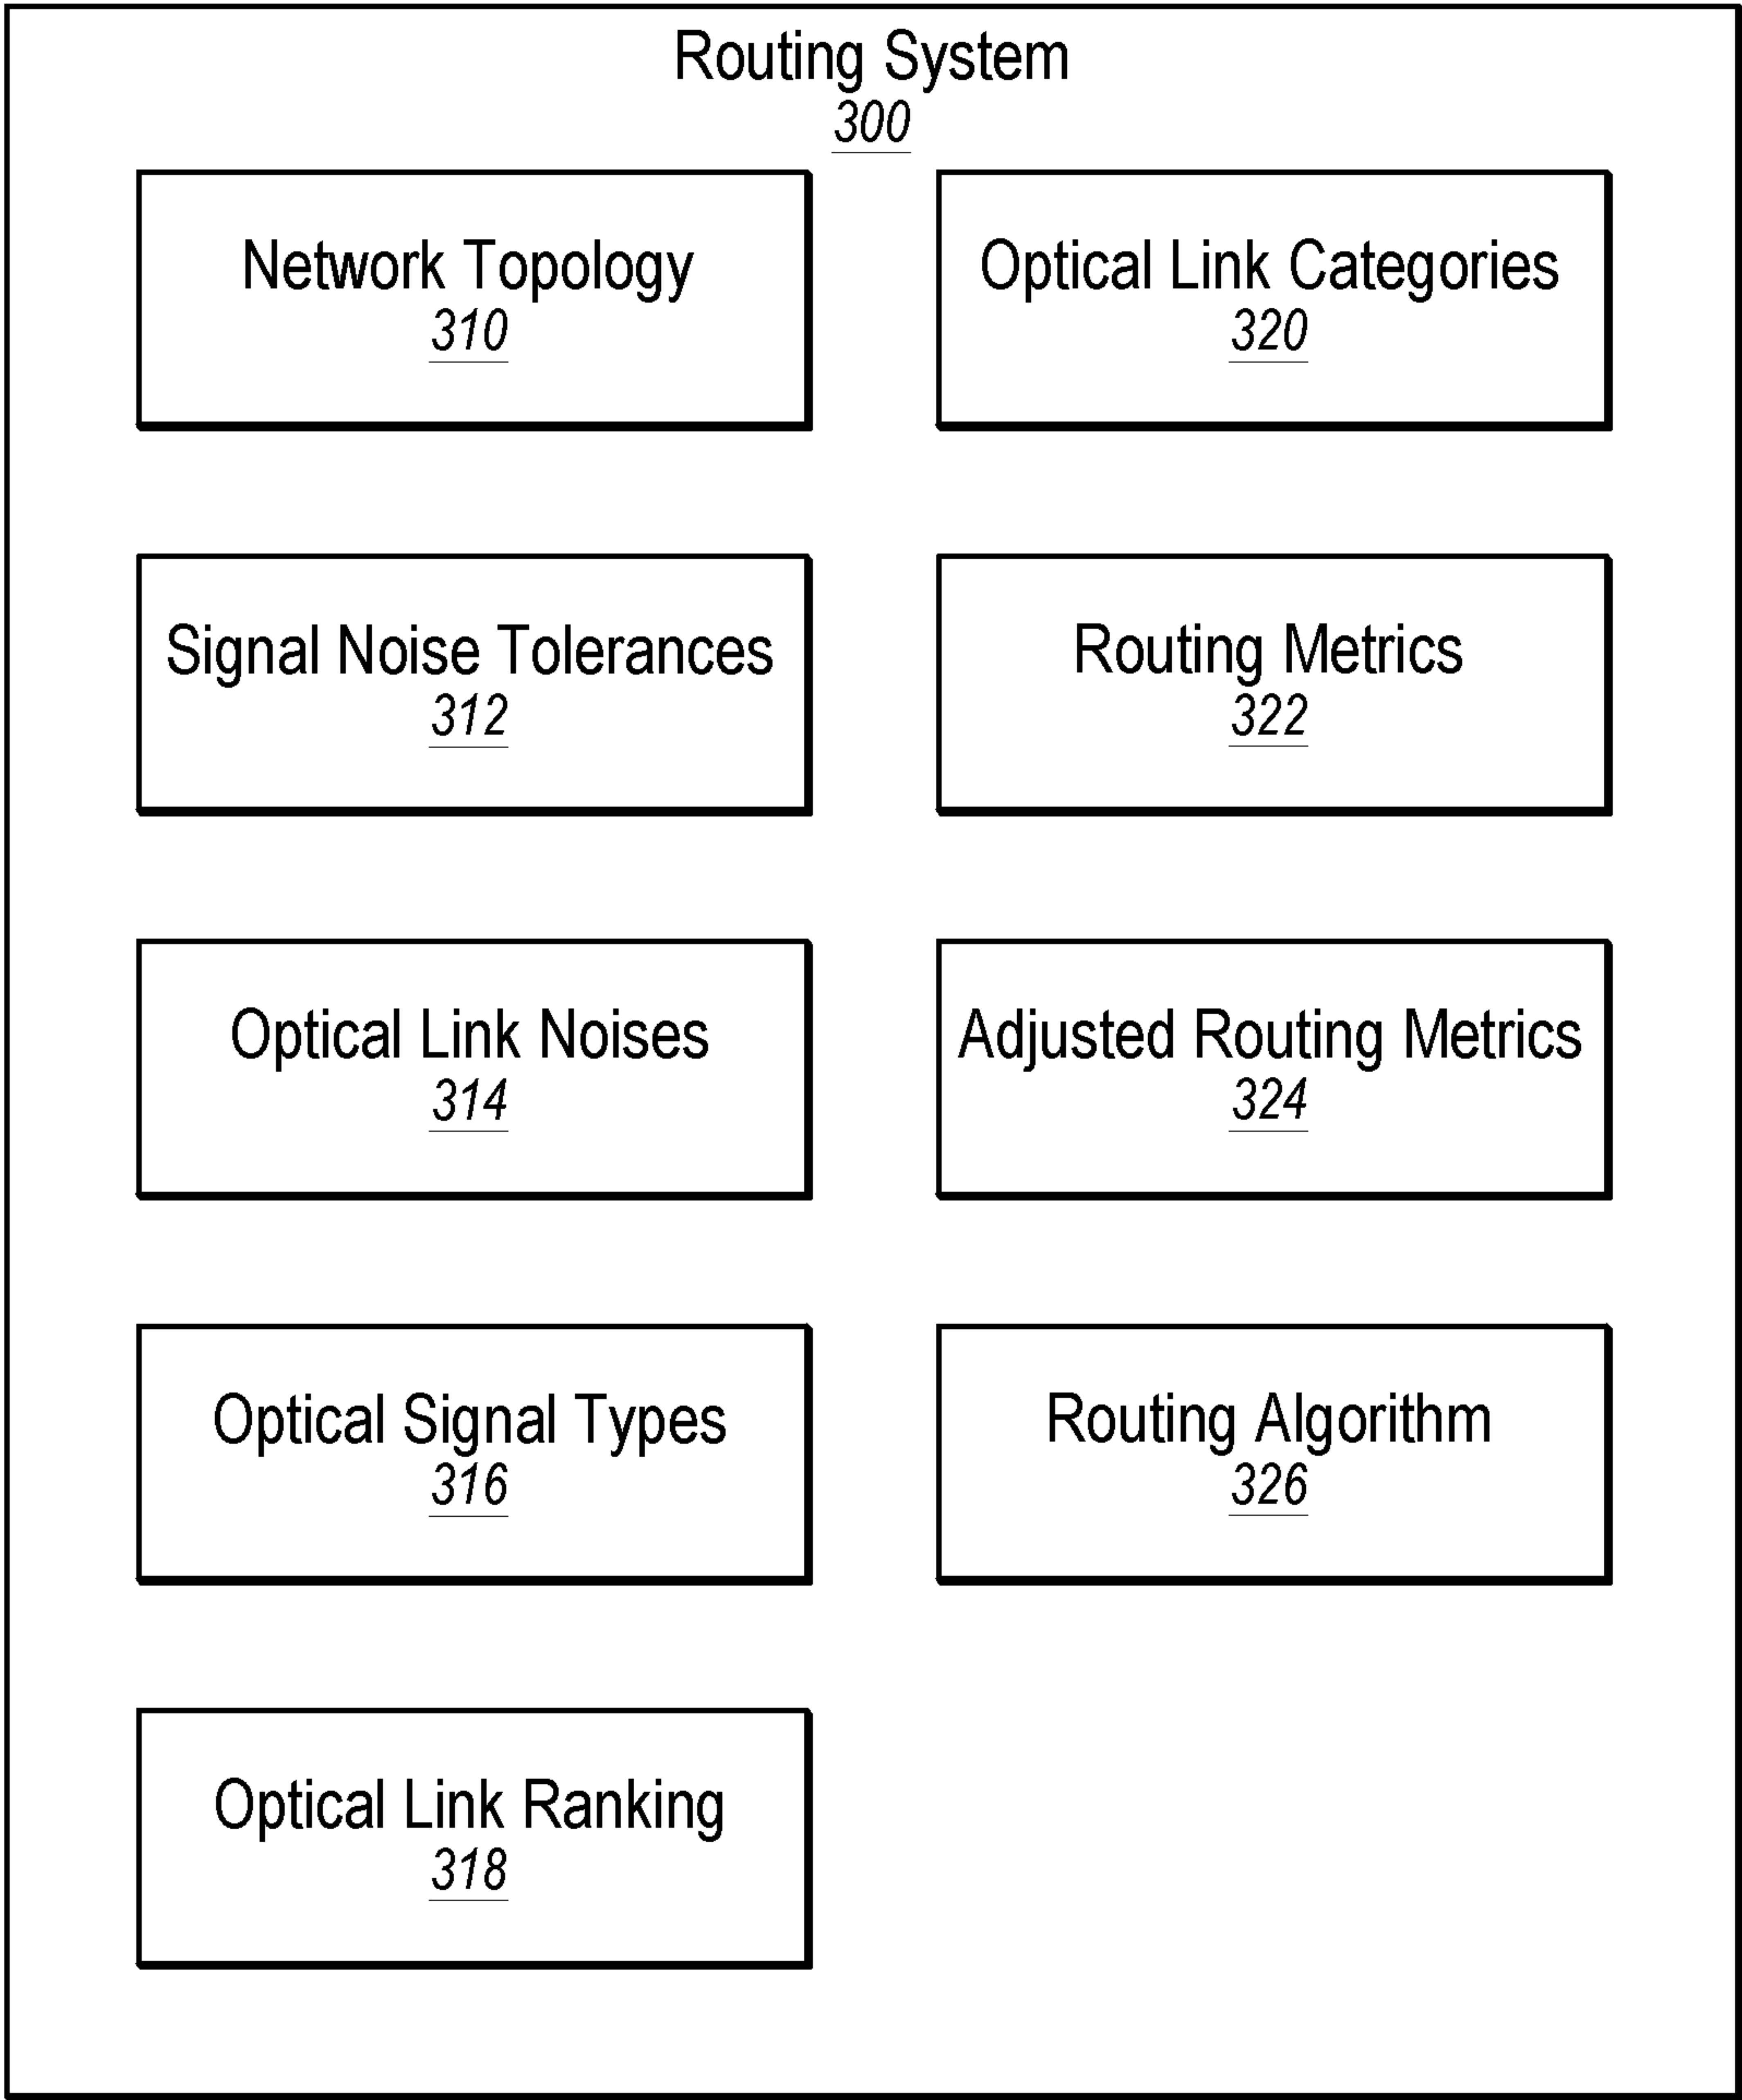 Routing System
300
Network Topology
310
Optical Link Categories
320
Signal Noise Tolerances
312
Routing Metrics
322
Optical Link Noises
314
Adjusted Routing Metrics
324
Optical Signal Types
316
Routing Algorithm
326
Optical Link Ranking
318